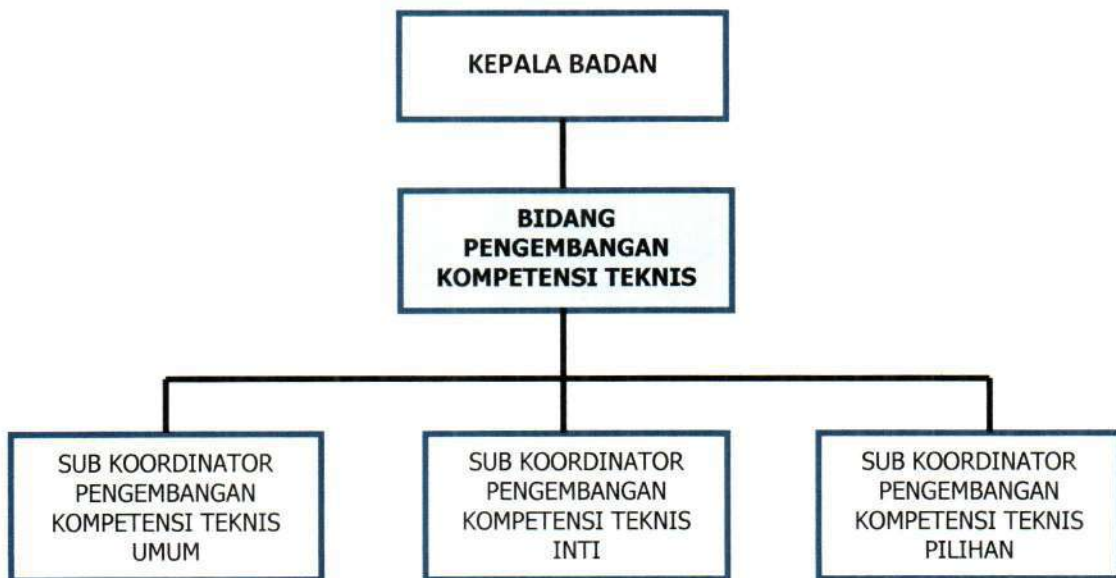 KEPALA BADAN
BIDANG
PENGEMBANGAN
KOMPETENSI TEKNIS
SUB KOORDINATOR
PENGEMBANGAN
KOMPETENSI TEKNIS
UMUM
SUB KOORDINATOR
PENGEMBANGAN
KOMPETENSI TEKNIS
INTI
SUB KOORDINATOR
PENGEMBANGAN
KOMPETENSI TEKNIS
PILIHAN